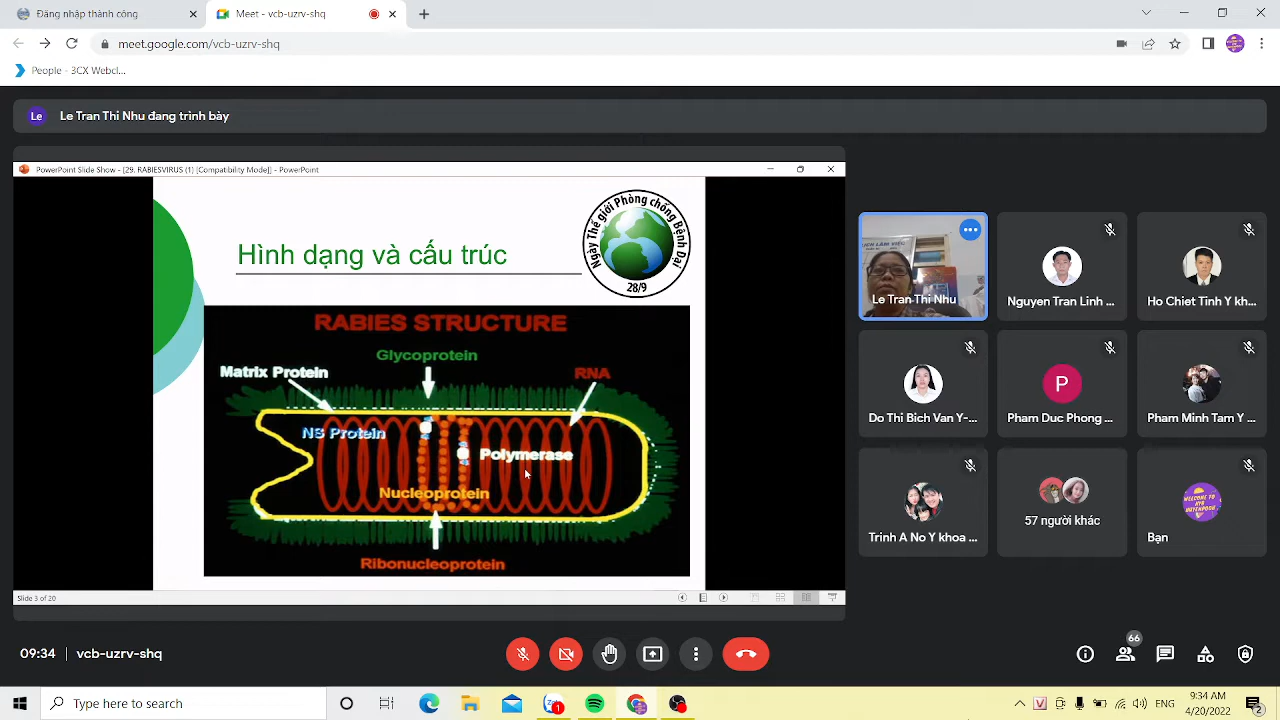 Đăng nhập thành công
Meet - vcb-uzrv-shq
meet.google.com/vcb-uzrv-shq
People - 3CX Webcl...
Le
Le Tran Thi Nhu đang trình bày
PowerPoint Slide Show - [29. RABIESVIRUS (1) [Compatibility Mode]] - PowerPoint
Hình dạng và cấu trúc
Ngày Thế giới Phòng chống Bệnh Dại
28/9
RABIES STRUCTURE
Glycoprotein
Matrix Protein
RNA
NS Protein
Polymerase
Nucleoprotein
Ribonucleoprotein
Slide 3 of 20
Le Tran Thi Nhu
Nguyen Tran Linh ...
Ho Chiet Tinh Y kh...
Do Thi Bich Van Y-...
P
Pham Duc Phong ...
Pham Minh Tam Y ...
Trinh A No Y khoa ...
57 người khác
WELCOME TO
Bạn
09:34
vcb-uzrv-shq
66
Type here to search
1
V
ENG
9:34 AM
4/20/2022
2